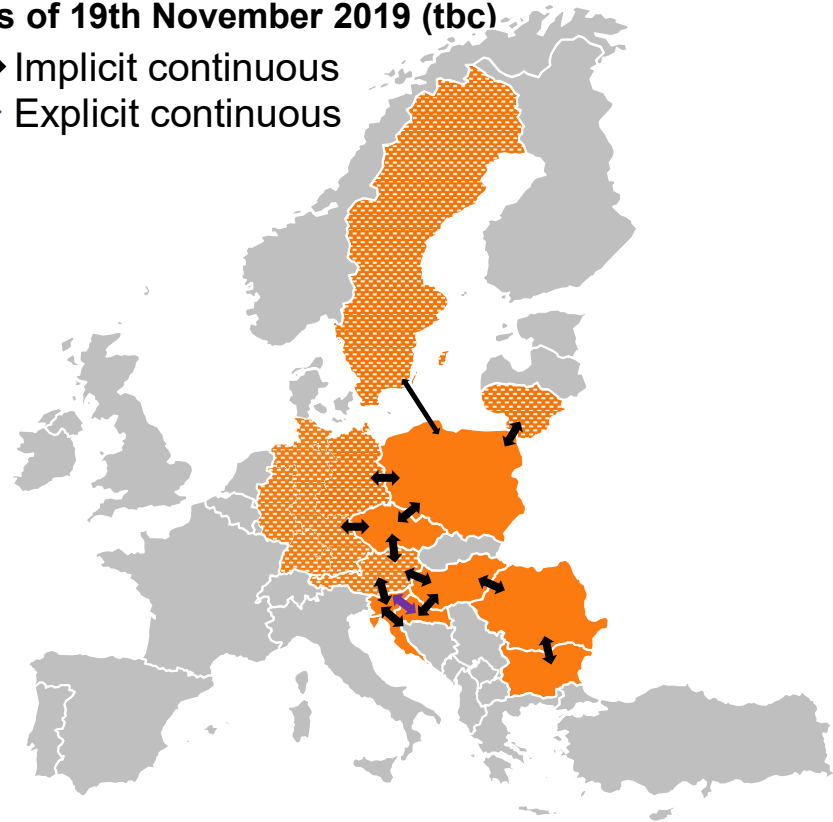 s of 19th November 2019 (tbc)
Implicit continuous
Explicit continuous